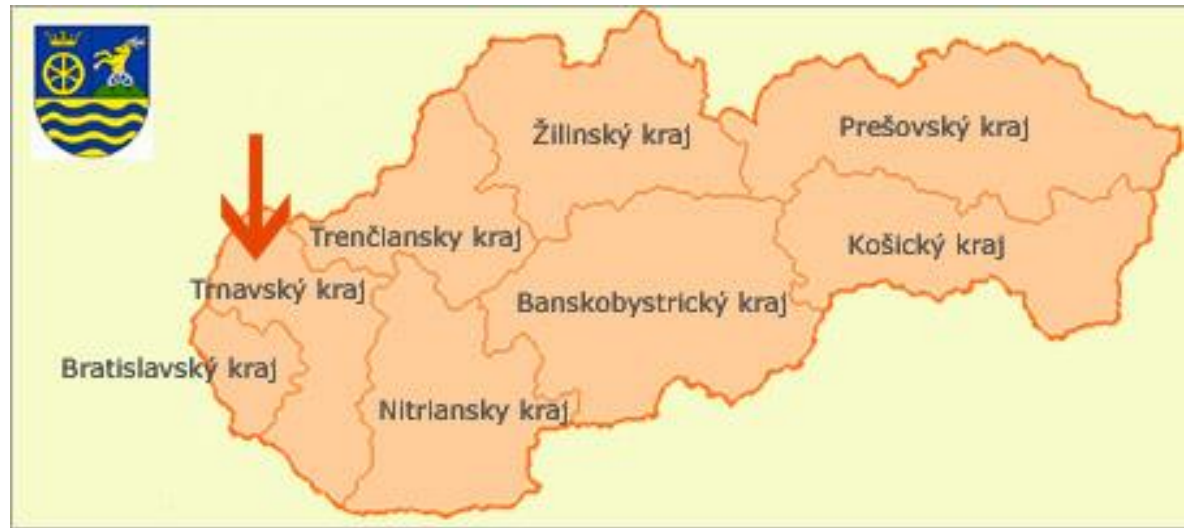 Žilinský kraj
Prešovský kraj
Trenčiansky kraj
Košický kraj
Trnavský kraj
Banskobystrický kraj
Bratislavský kraj
Nitriansky kraj